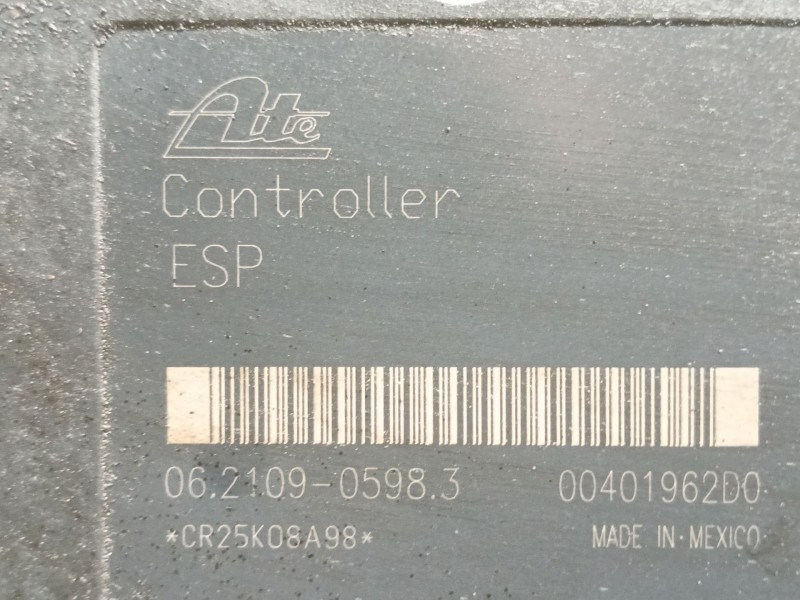 Ate
Controller
ESP
06.2109-0598.3 00401962D0
*CR25K08A98* MADE IN·MEXICO